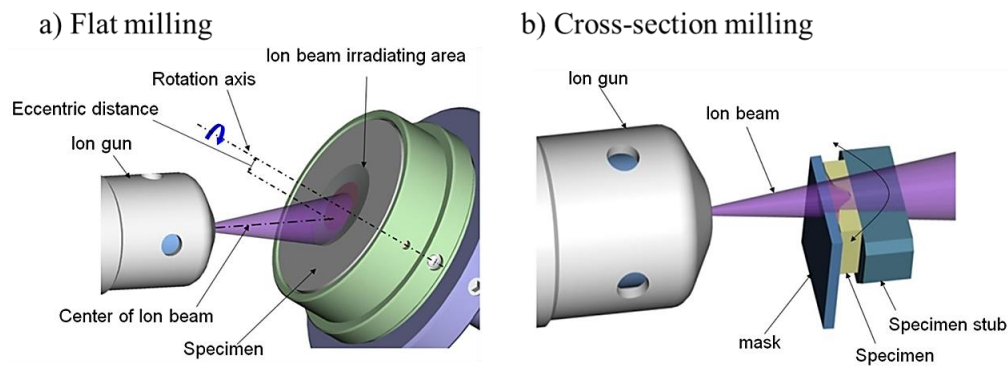 a) Flat milling
Ion beam irradiating area
Rotation axis
Eccentric distance
Ion gun
Center of Ion beam
Specimen
b) Cross-section milling
Ion gun
Ion beam
mask
Specimen stub
Specimen